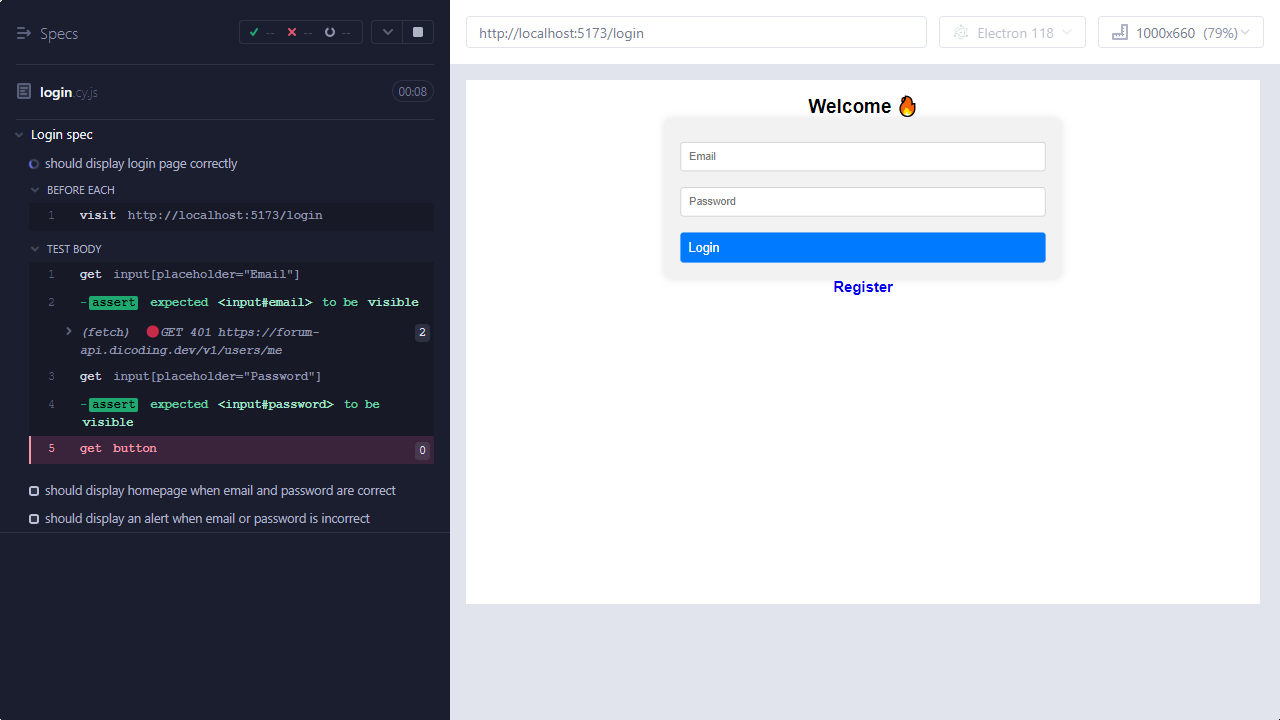 Specs
-- -- --
login.cy.js 00:08
Login spec
should display login page correctly
BEFORE EACH
1 visit http://localhost:5173/login
TEST BODY
1 get input[placeholder="Email"]
2 -assert expected <input#email> to be visible
(fetch) GET 401 https://forum-
api.dicoding.dev/v1/users/me 2
3 get input[placeholder="Password"]
4 -assert expected <input#password> to be
visible
5 get button 0
should display homepage when email and password are correct
should display an alert when email or password is incorrect
http://localhost:5173/login
Electron 118
1000x660 (79%)
Welcome 🔥
Email
Password
Login
Register